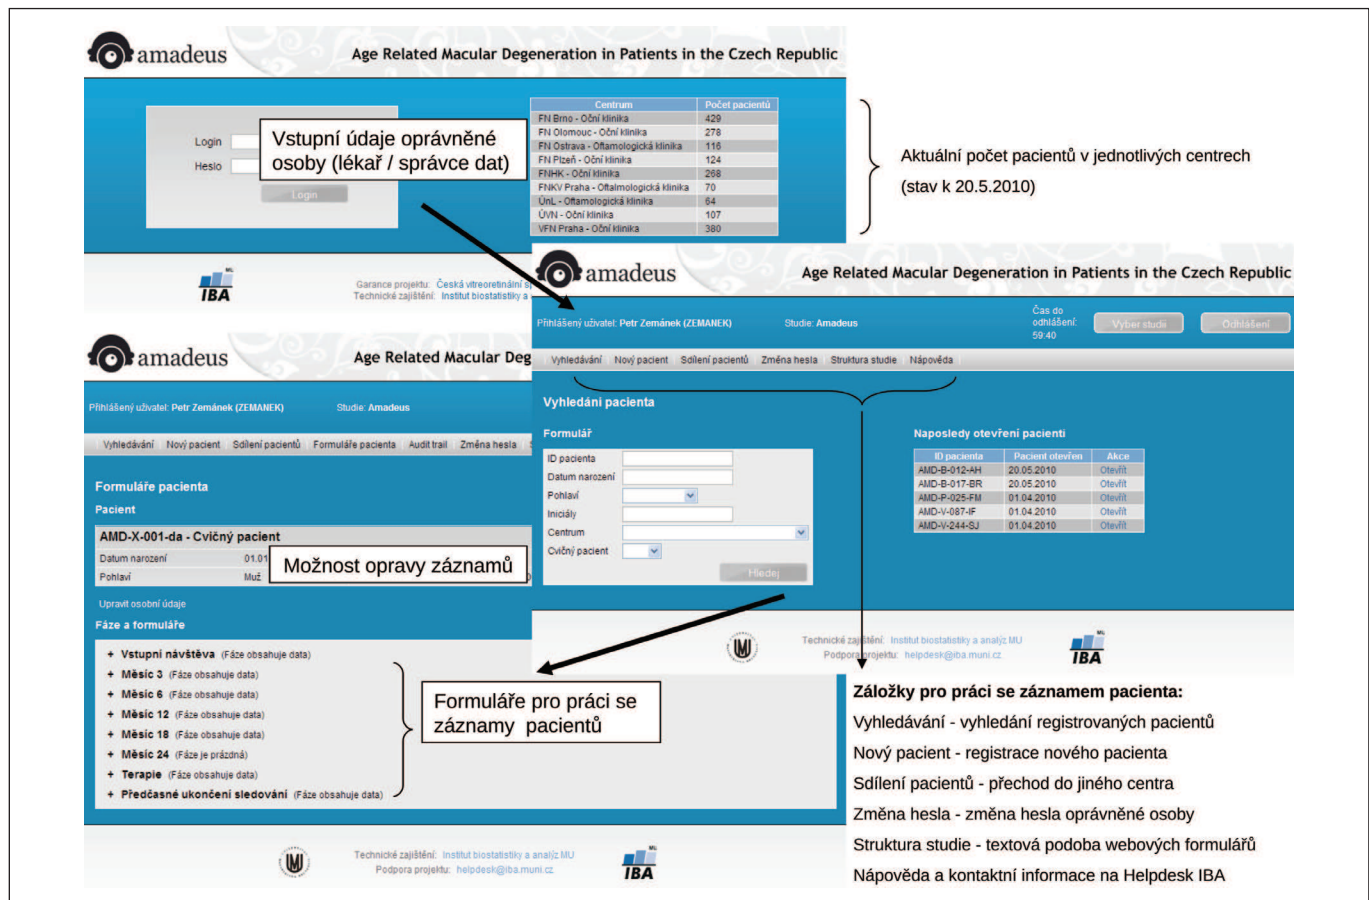 amadeus
Age Related Macular Degeneration in Patients in the Czech Republic
Login
Heslo
Login
Vstupní údaje oprávněné
osoby (lékař / správce dat)
Centrum Počet pacientů
FN Brno - Oční klinika 429
FN Olomouc - Oční klinika 278
FN Ostrava - Oftamologická klinika 116
FN Plzeň - Oční klinika 124
FNHK - Oční klinika 268
FNKV Praha - Oftalmologická klinika 70
ÚnL - Oftamologická klinika 64
ÚVN - Oční klinika 107
VFN Praha - Oční klinika 380
Aktuální počet pacientů v jednotlivých centrech
(stav k 20.5.2010)
MU
IBA
Garance projektu: Česká vitreoretinální
Technické zajištění: Institut biostatistiky a
amadeus
Age Related Macular Degeneration in Patients in the Czech Republic
Přihlášený uživatel: Petr Zemánek (ZEMANEK)
Studie: Amadeus
Čas do
odhlášení:
59:40
Vyber studii
Odhlášení
Vyhledávání Nový pacient Sdílení pacientů Změna hesla Struktura studie Nápověda
Vyhledání pacienta
Formulář
ID pacienta
Datum narození
Pohlaví
Iniciály
Centrum
Cvičný pacient
Hledej
Naposledy otevření pacienti
ID pacienta Pacient otevřen Akce
AMD-B-012-AH 20.05.2010 Otevřít
AMD-B-017-BR 20.05.2010 Otevřít
AMD-P-025-FM 01.04.2010 Otevřít
AMD-V-087-IF 01.04.2010 Otevřít
AMD-V-244-SJ 01.04.2010 Otevřít
Technické zajištění: Institut biostatistiky a analýz MU
Podpora projektu: helpdesk@iba.muni.cz
MU
IBA
amadeus
Age Related Macular Deg
Přihlášený uživatel: Petr Zemánek (ZEMANEK)
Studie: Amadeus
Vyhledávání Nový pacient Sdílení pacientů Formuláře pacienta Audit trail Změna hesla
Formuláře pacienta
Pacient
AMD-X-001-da - Cvičný pacient
Datum narození 01.01
Pohlaví Muž
Možnost opravy záznamů
Upravit osobní údaje
Fáze a formuláře
+ Vstupní návštěva (Fáze obsahuje data)
+ Měsíc 3 (Fáze obsahuje data)
+ Měsíc 6 (Fáze obsahuje data)
+ Měsíc 12 (Fáze obsahuje data)
+ Měsíc 18 (Fáze obsahuje data)
+ Měsíc 24 (Fáze je prázdná)
+ Terapie (Fáze obsahuje data)
+ Předčasné ukončení sledování (Fáze obsahuje data)
Formuláře pro práci se
záznamy pacientů
Technické zajištění: Institut biostatistiky a analýz MU
Podpora projektu: helpdesk@iba.muni.cz
MU
IBA
Záložky pro práci se záznamem pacienta:
Vyhledávání - vyhledání registrovaných pacientů
Nový pacient - registrace nového pacienta
Sdílení pacientů - přechod do jiného centra
Změna hesla - změna hesla oprávněné osoby
Struktura studie - textová podoba webových formulářů
Nápověda a kontaktní informace na Helpdesk IBA